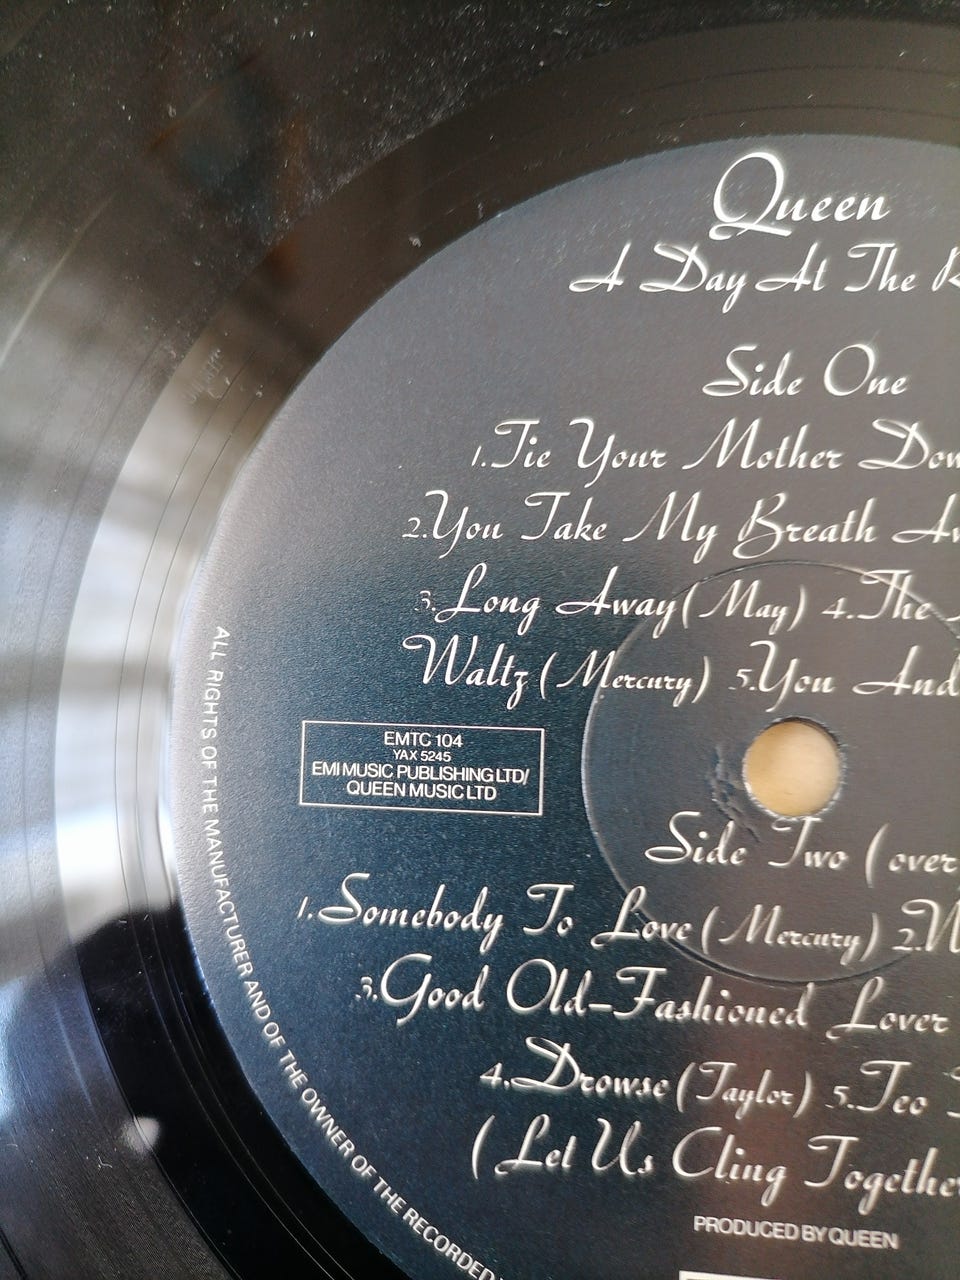 Queen
A Day At The R
Side One
1. Tie Your Mother Dow
2. You Take My Breath Aw
3. Long Away (May) 4. The
Waltz (Mercury) 5. You And
EMTC 104
YAX 5245
EMI MUSIC PUBLISHING LTD/
QUEEN MUSIC LTD
Side Two (over
1. Somebody To Love (Mercury) 2. W
3. Good Old-Fashioned Lover
4. Drowse (Taylor) 5. Teo
(Let Us Cling Together
PRODUCED BY QUEEN
ALL RIGHTS OF THE MANUFACTURER AND OF THE OWNER OF THE RECORDED